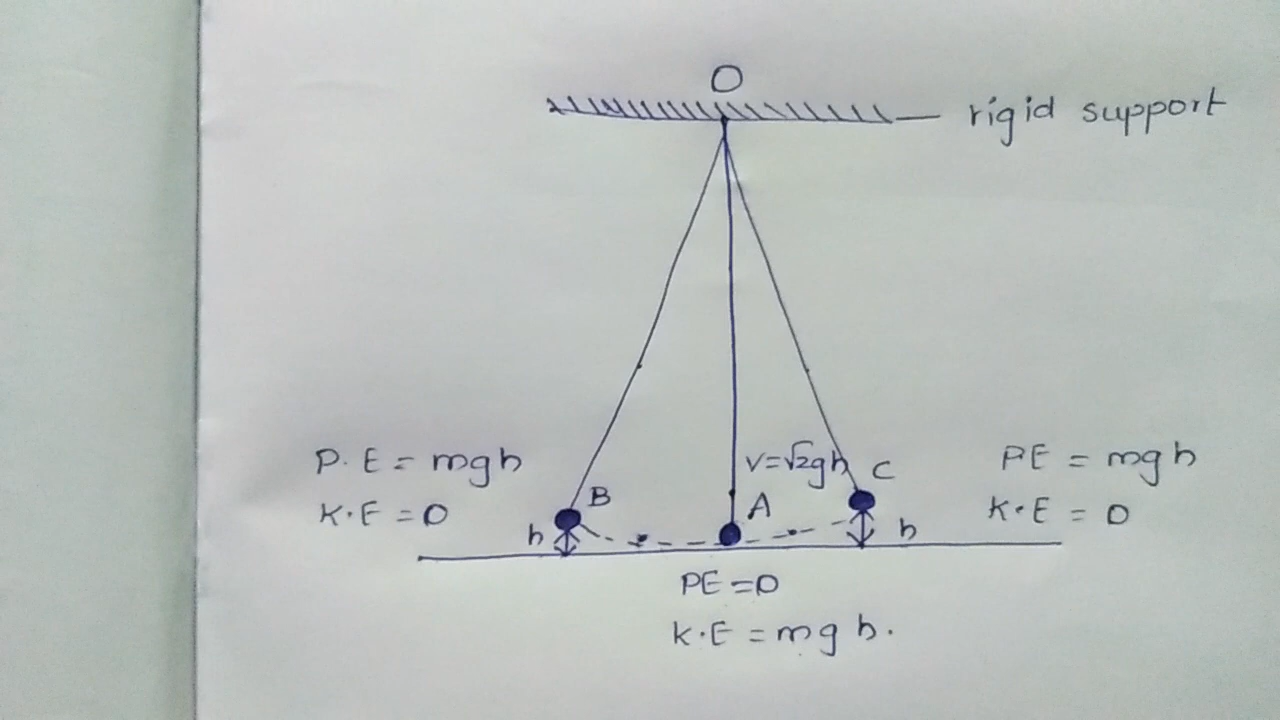 O
rigid support
P.E = mgh
K.E = 0
B
h
V=√2gh
A
C
h
PE = mgh
K.E = 0
PE = 0
K.E = mgh.